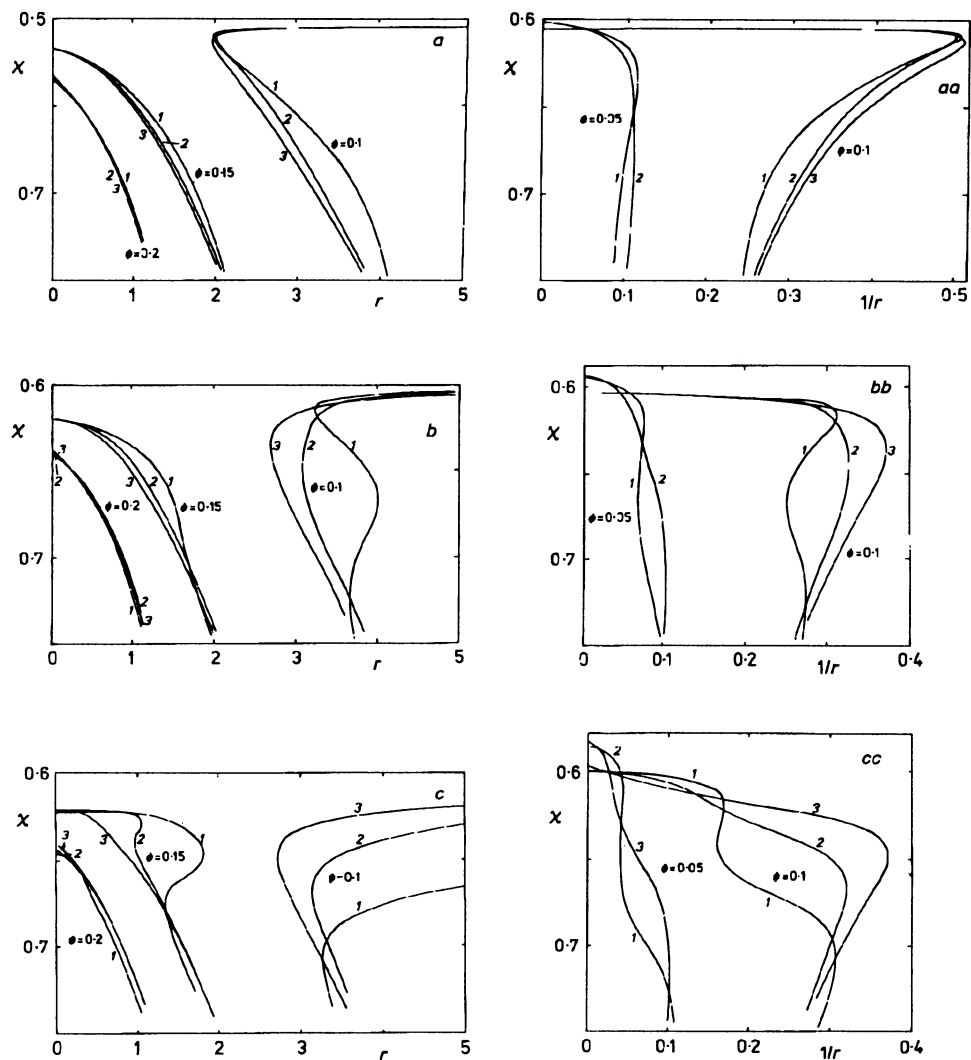 0.5 a
χ
1
1 2 3
3 2 φ=0.1
2 1 φ=0.15
3
0.7
φ=0.2
0 1 2 3 r 5
0.6
χ aa
φ=0.05 1
φ=0.1
1 2 2 3
0.7
0 0.1 0.2 0.3 1/r 0.5
0.6
χ b
3 2 1
3 3 2 1 φ=0.1
2 φ=0.2 φ=0.15
0.7
1 2
3
0 1 2 3 r 5
0.6 bb
χ
1 2 3
1 2
φ=0.05
φ=0.1
0.7
0 0.1 0.2 1/r 0.4
0.6 c
χ 3
3 3 2 1 2
2 φ=0.15 φ-0.1
1
φ=0.2 1
0.7
0 1 2 3 r 5
2 cc
0.6 1
χ 3
2
3 φ=0.05 φ=0.1
1
1
0.7
0 0.1 0.2 1/r 0.4